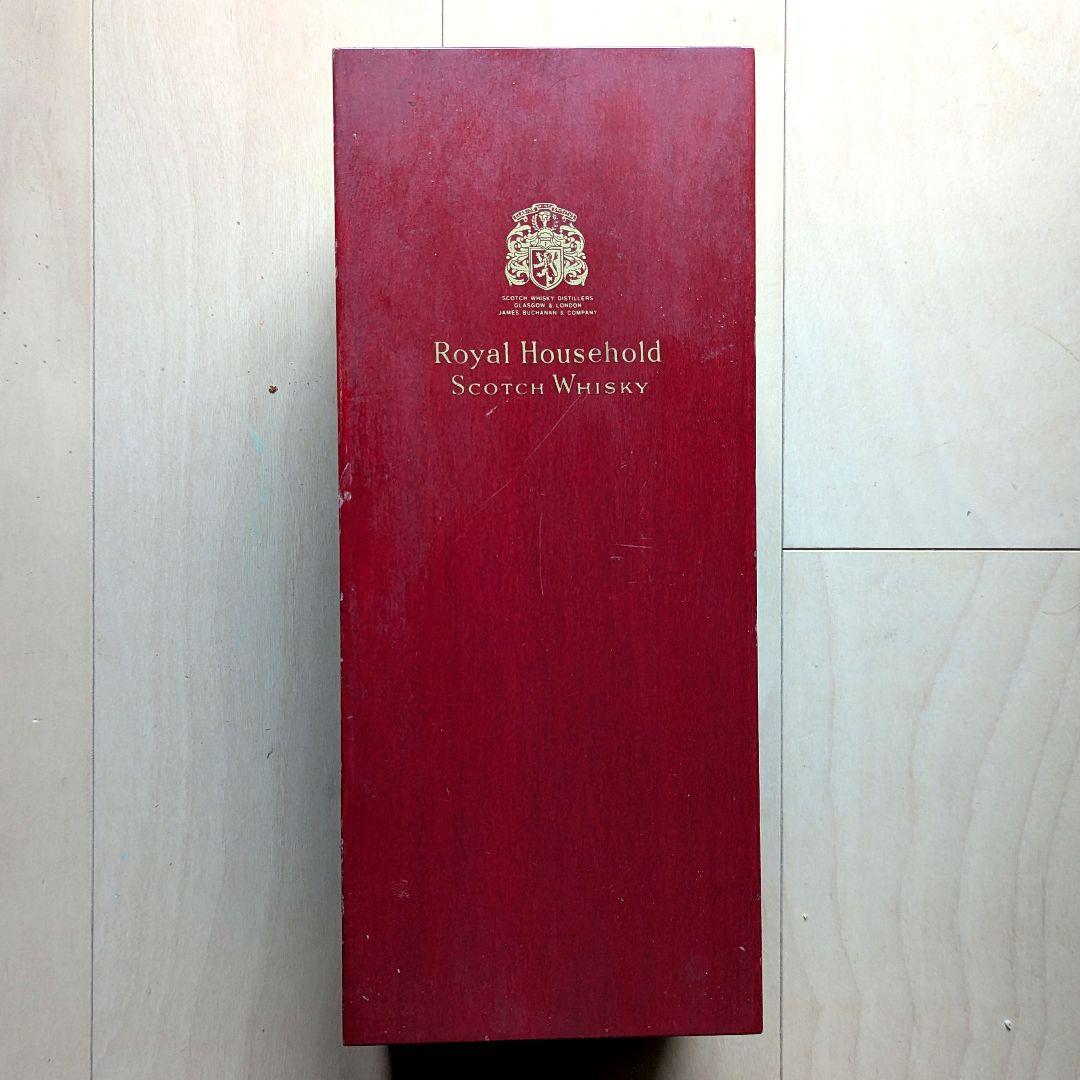 SCOTCH WHISKY DISTILLERS
GLASGOW & LONDON
JAMES BUCHANAN & COMPANY
Royal Household
SCOTCH WHISKY